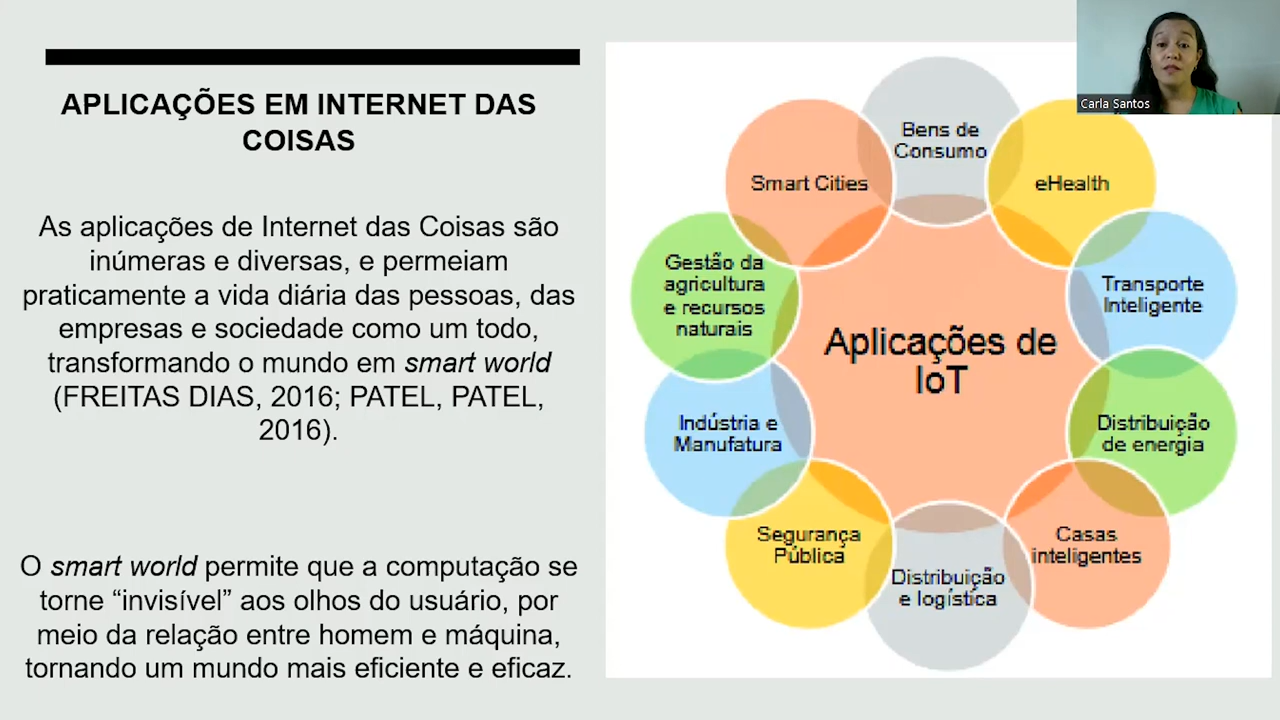 APLICAÇÕES EM INTERNET DAS
COISAS
As aplicações de Internet das Coisas são
inúmeras e diversas, e permeiam
praticamente a vida diária das pessoas, das
empresas e sociedade como um todo,
transformando o mundo em smart world
(FREITAS DIAS, 2016; PATEL, PATEL,
2016).
O smart world permite que a computação se
torne “invisível” aos olhos do usuário, por
meio da relação entre homem e máquina,
tornando um mundo mais eficiente e eficaz.
Carla Santos
Bens de
Consumo
eHealth
Transporte
Inteligente
Distribuição
de energia
Casas
inteligentes
Distribuição
e logística
Segurança
Pública
Indústria e
Manufatura
Gestão da
agricultura
e recursos
naturais
Smart Cities
Aplicações de
IoT